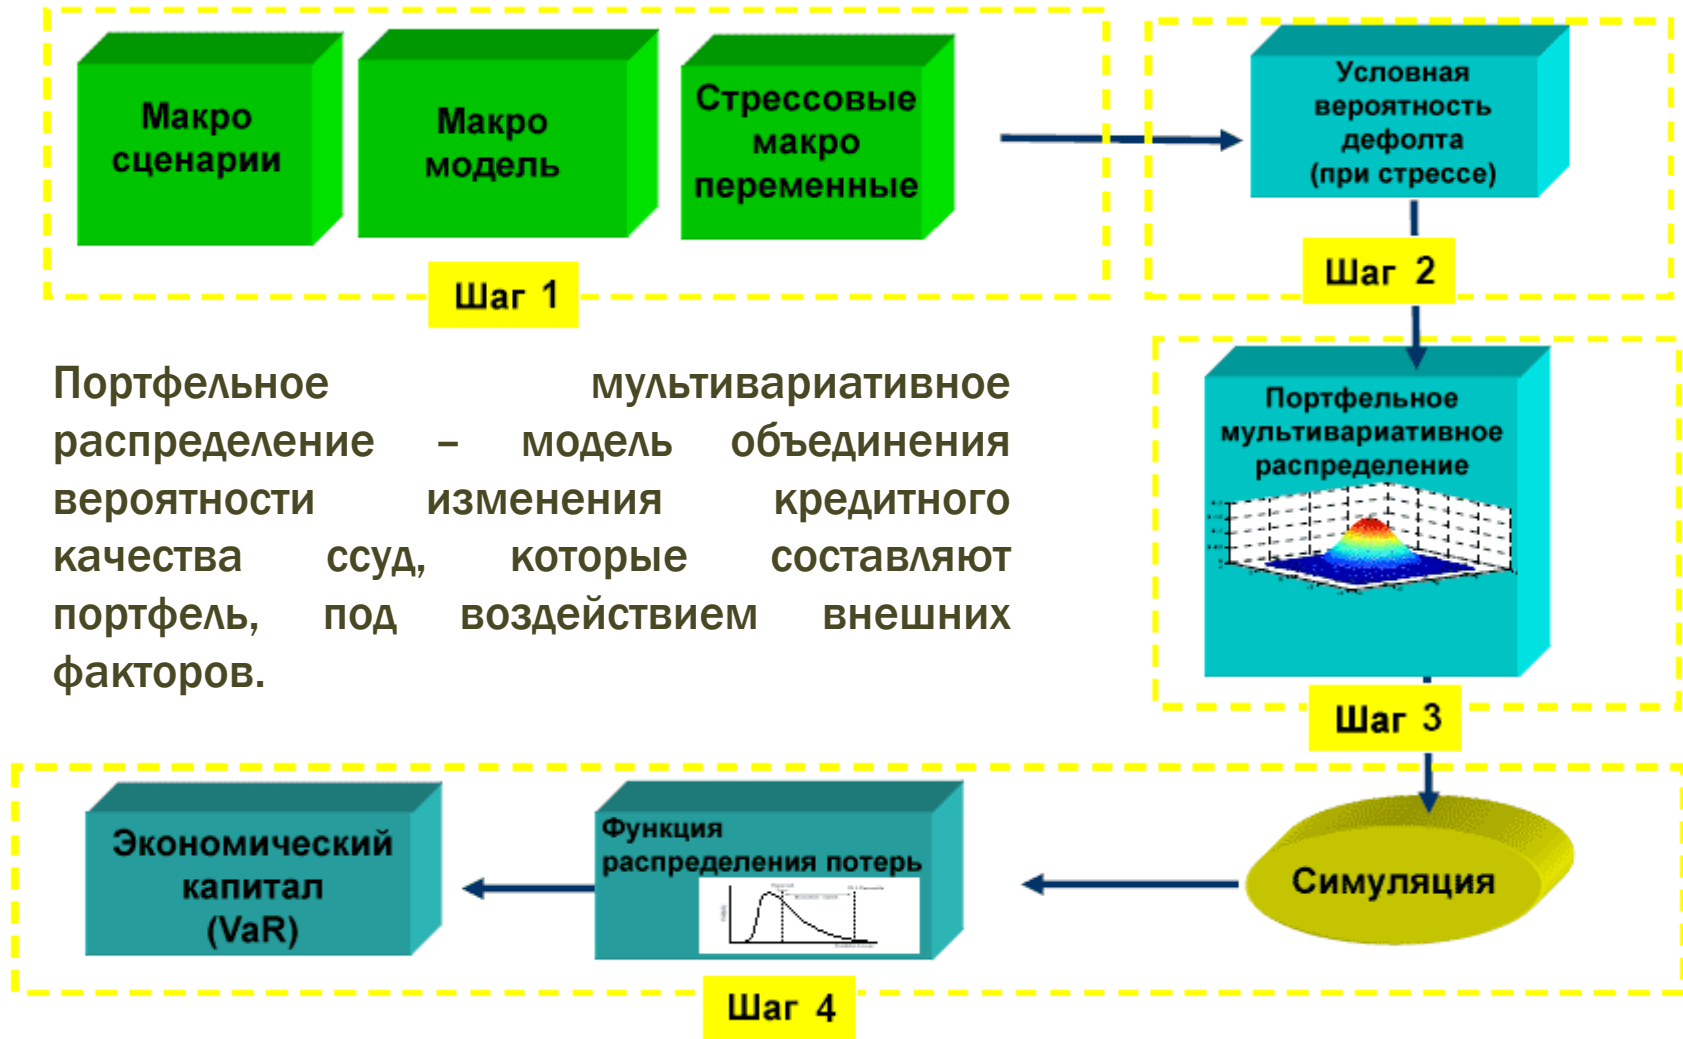 Макро
сценарии
Макро
модель
Стрессовые
макро
переменные
Условная
вероятность
дефолта
(при стрессе)
Шаг 1
Шаг 2
Портфельное мультивариативное
распределение – модель объединения
вероятности изменения кредитного
качества ссуд, которые составляют
портфель, под воздействием внешних
факторов.
Портфельное
мультивариативное
распределение
Шаг 3
Экономический
капитал
(VaR)
Функция
распределения потерь
Симуляция
Шаг 4